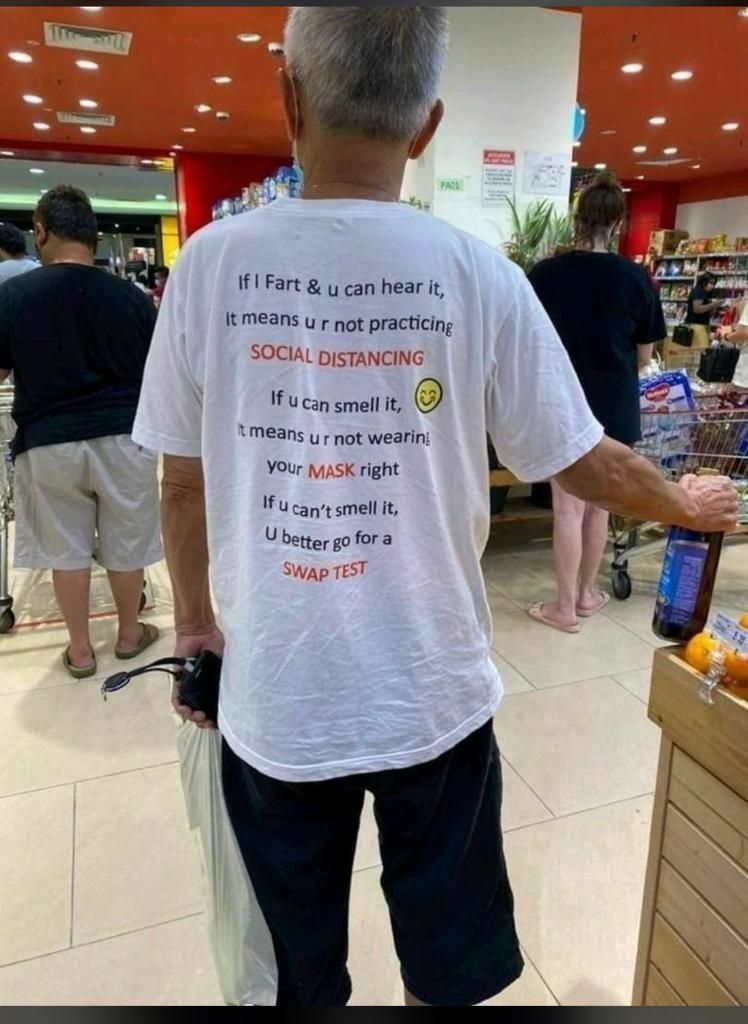 If I Fart & u can hear it,
It means u r not practicing
SOCIAL DISTANCING
If u can smell it,
It means u r not wearing
your MASK right
If u can't smell it,
U better go for a
SWAP TEST
PA01